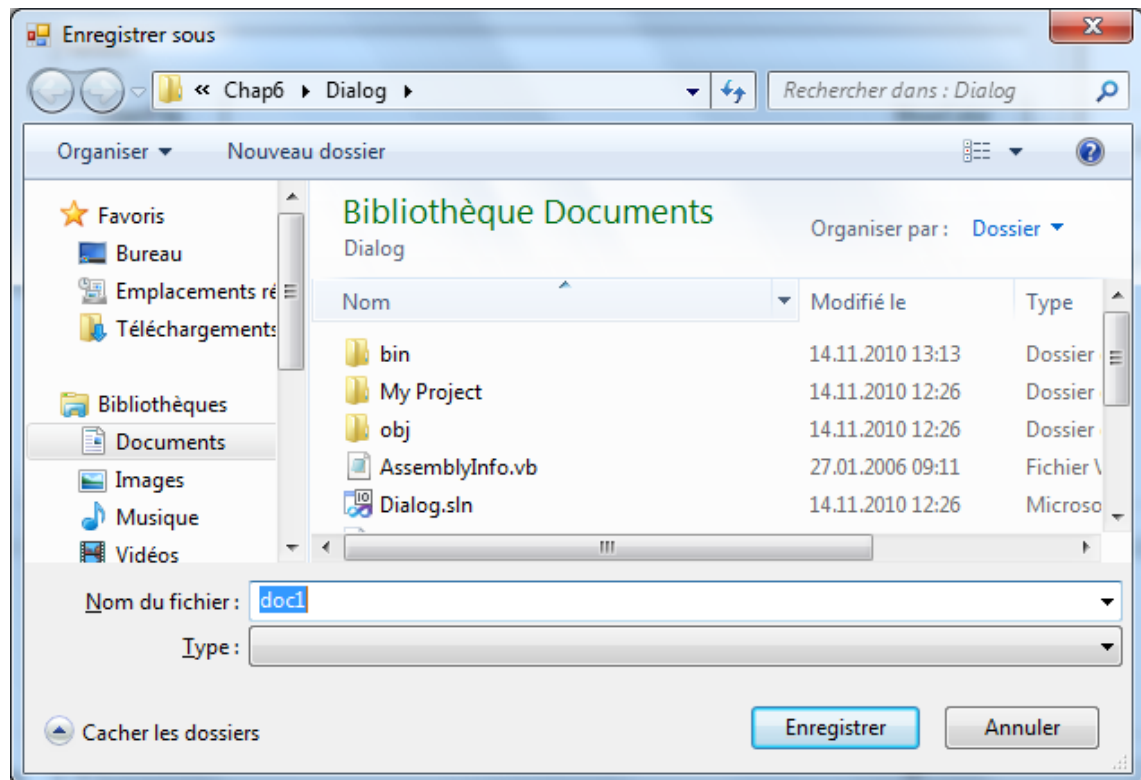 Enregistrer sous
« Chap6 Dialog
Rechercher dans : Dialog
Organiser Nouveau dossier
Favoris
Bureau
Emplacements ré
Téléchargements
Bibliothèques
Documents
Images
Musique
Vidéos
Bibliothèque Documents
Dialog
Organiser par : Dossier
Nom Modifié le Type
bin 14.11.2010 13:13 Dossier
My Project 14.11.2010 12:26 Dossier
obj 14.11.2010 12:26 Dossier
AssemblyInfo.vb 27.01.2006 09:11 Fichier V
Dialog.sln 14.11.2010 12:26 Microso
Nom du fichier : doc1
Type :
Cacher les dossiers
Enregistrer Annuler